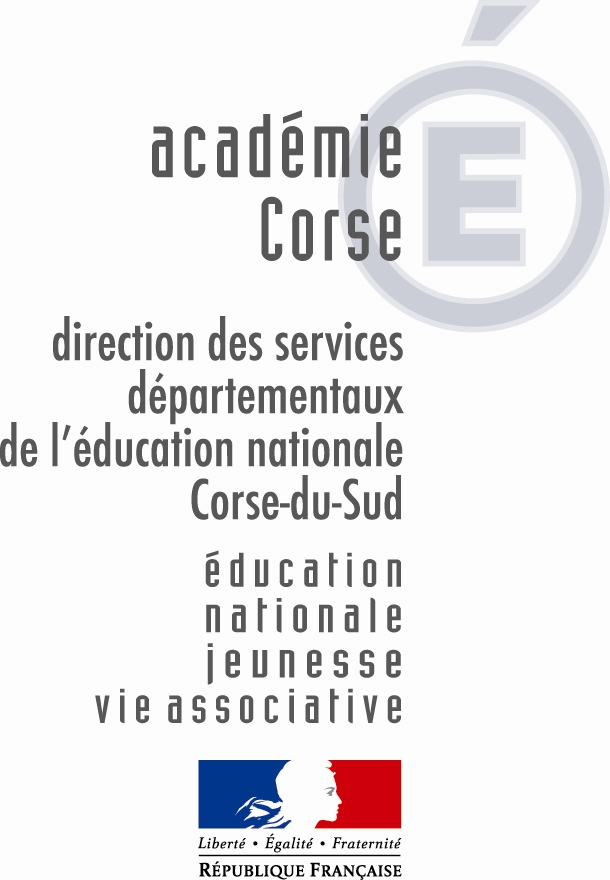 É
académie
Corse
direction des services
départementaux
de l'éducation nationale
Corse-du-Sud
éducation
nationale
jeunesse
vie associative
Liberté • Égalité • Fraternité
RÉPUBLIQUE FRANÇAISE